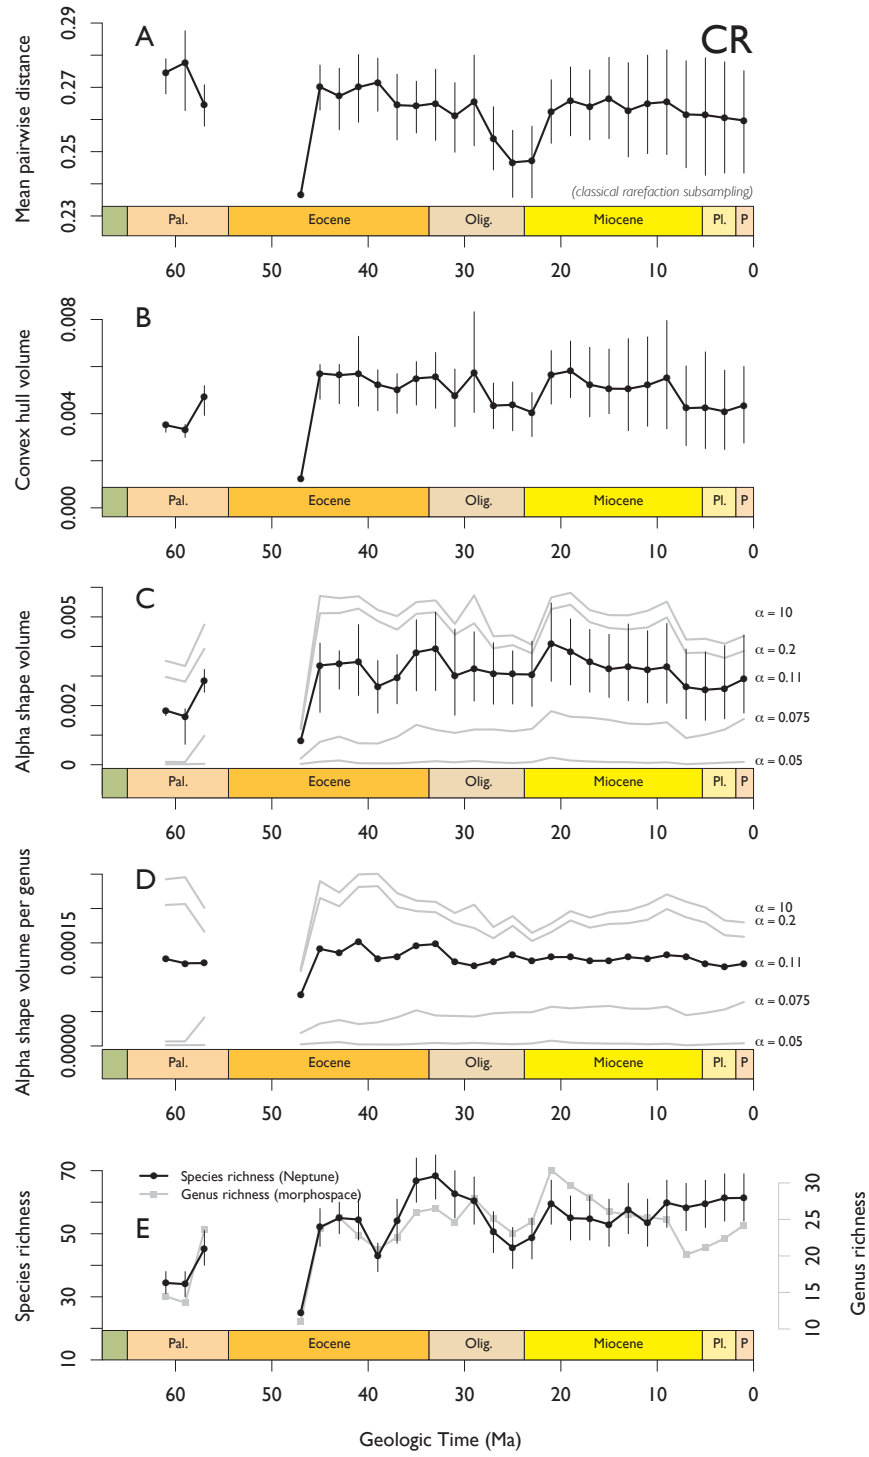 A
CR
Mean pairwise distance
0.23 0.25 0.27 0.29
(classical rarefaction subsampling)
Pal. Eocene Olig. Miocene Pl. P
60 50 40 30 20 10 0
B
Convex hull volume
0.000 0.004 0.008
Pal. Eocene Olig. Miocene Pl. P
60 50 40 30 20 10 0
C
Alpha shape volume
0 0.002 0.005
α = 10
α = 0.2
α = 0.11
α = 0.075
α = 0.05
Pal. Eocene Olig. Miocene Pl. P
60 50 40 30 20 10 0
D
Alpha shape volume per genus
0.00000 0.00015
α = 10
α = 0.2
α = 0.11
α = 0.075
α = 0.05
Pal. Eocene Olig. Miocene Pl. P
60 50 40 30 20 10 0
Species richness (Neptune)
Genus richness (morphospace)
E
Species richness
10 30 50 70
Genus richness
10 15 20 25 30
Pal. Eocene Olig. Miocene Pl. P
60 50 40 30 20 10 0
Geologic Time (Ma)